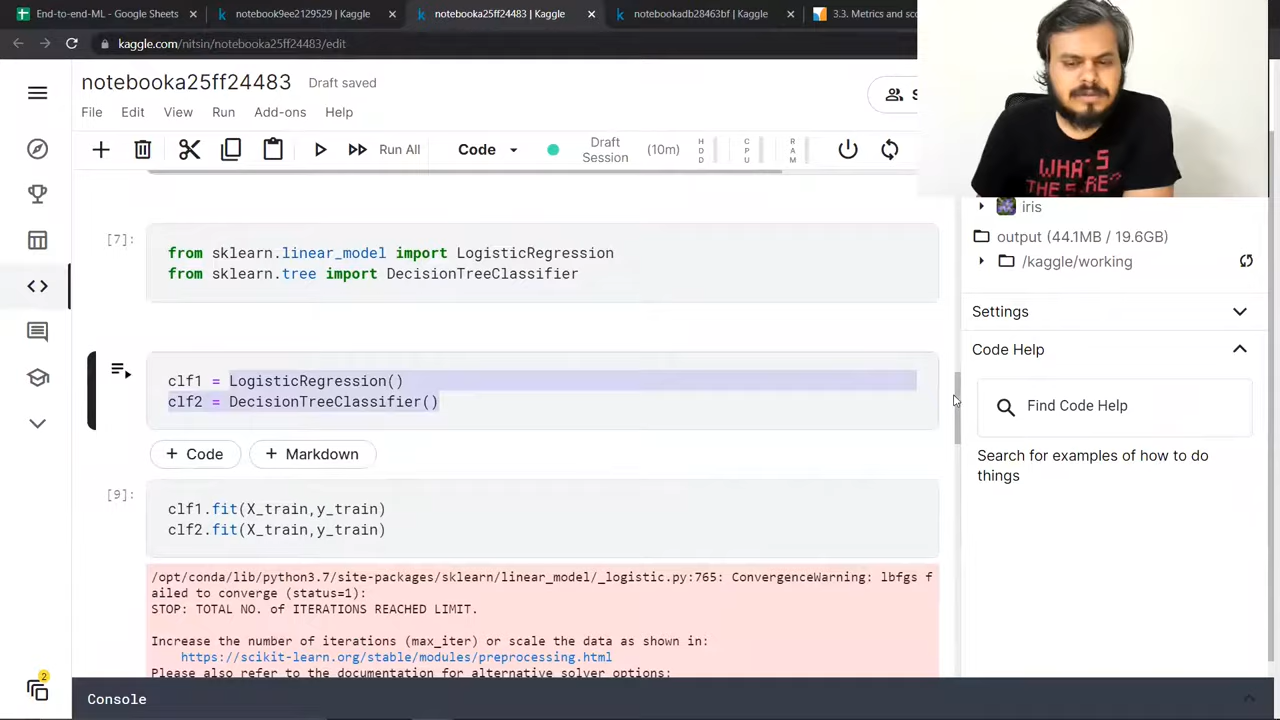 End-to-end-ML - Google Sheets
notebook9ee2129529 | Kaggle
notebooka25ff24483 | Kaggle
notebookadb28463bf | Kaggle
3.3. Metrics and sco
kaggle.com/nitsin/notebooka25ff24483/edit
notebooka25ff24483
Draft saved
File
Edit
View
Run
Add-ons
Help
Run All
Code
Draft
Session
(10m)
HDD
CPU
RAM
WHA'S
iris
output (44.1MB / 19.6GB)
/kaggle/working
Settings
Code Help
Find Code Help
Search for examples of how to do
things
[7]:
from sklearn.linear_model import LogisticRegression
from sklearn.tree import DecisionTreeClassifier
clf1 = LogisticRegression()
clf2 = DecisionTreeClassifier()
+ Code
+ Markdown
[9]:
clf1.fit(X_train,y_train)
clf2.fit(X_train,y_train)
/opt/conda/lib/python3.7/site-packages/sklearn/linear_model/_logistic.py:765: ConvergenceWarning: lbfgs f
ailed to converge (status=1):
STOP: TOTAL NO. of ITERATIONS REACHED LIMIT.
Increase the number of iterations (max_iter) or scale the data as shown in:
https://scikit-learn.org/stable/modules/preprocessing.html
Please also refer to the documentation for alternative solver options:
2
Console